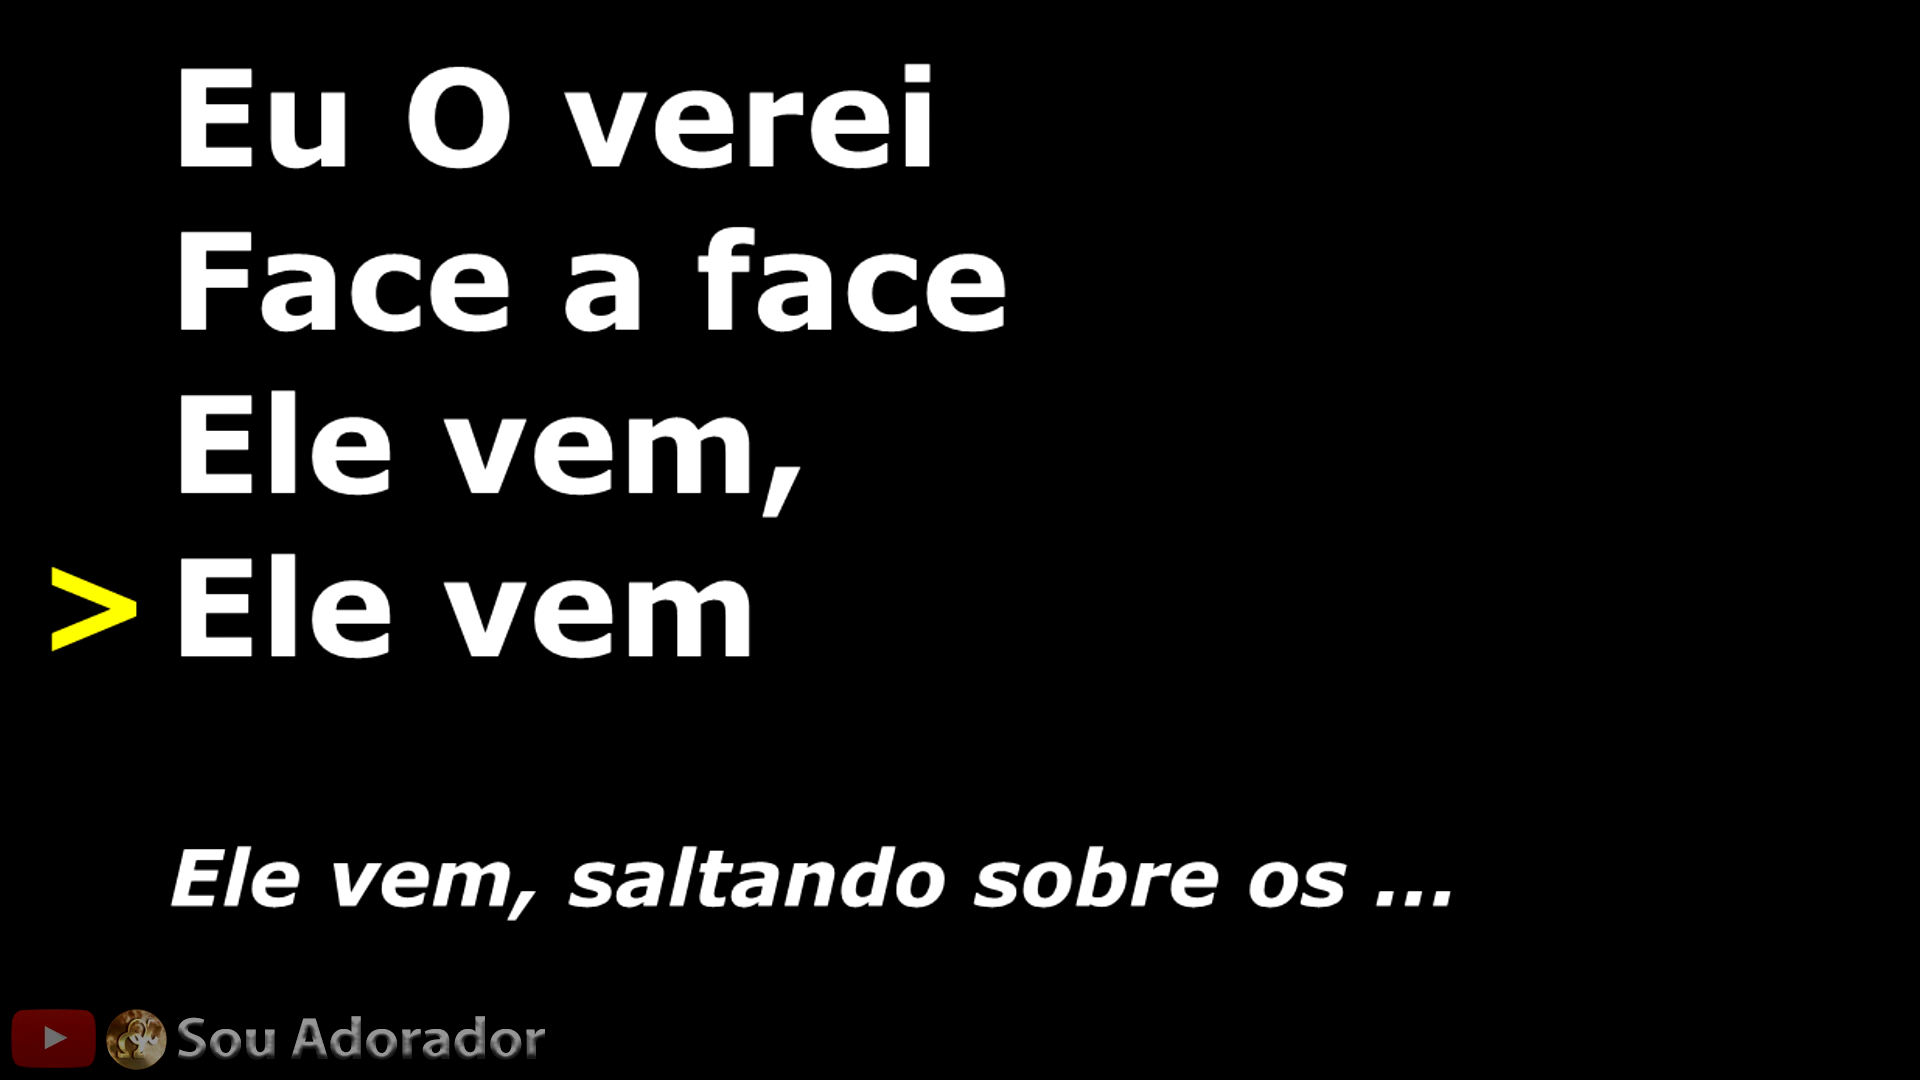 Eu O verei
Face a face
Ele vem,
> Ele vem
Ele vem, saltando sobre os ...
Sou Adorador